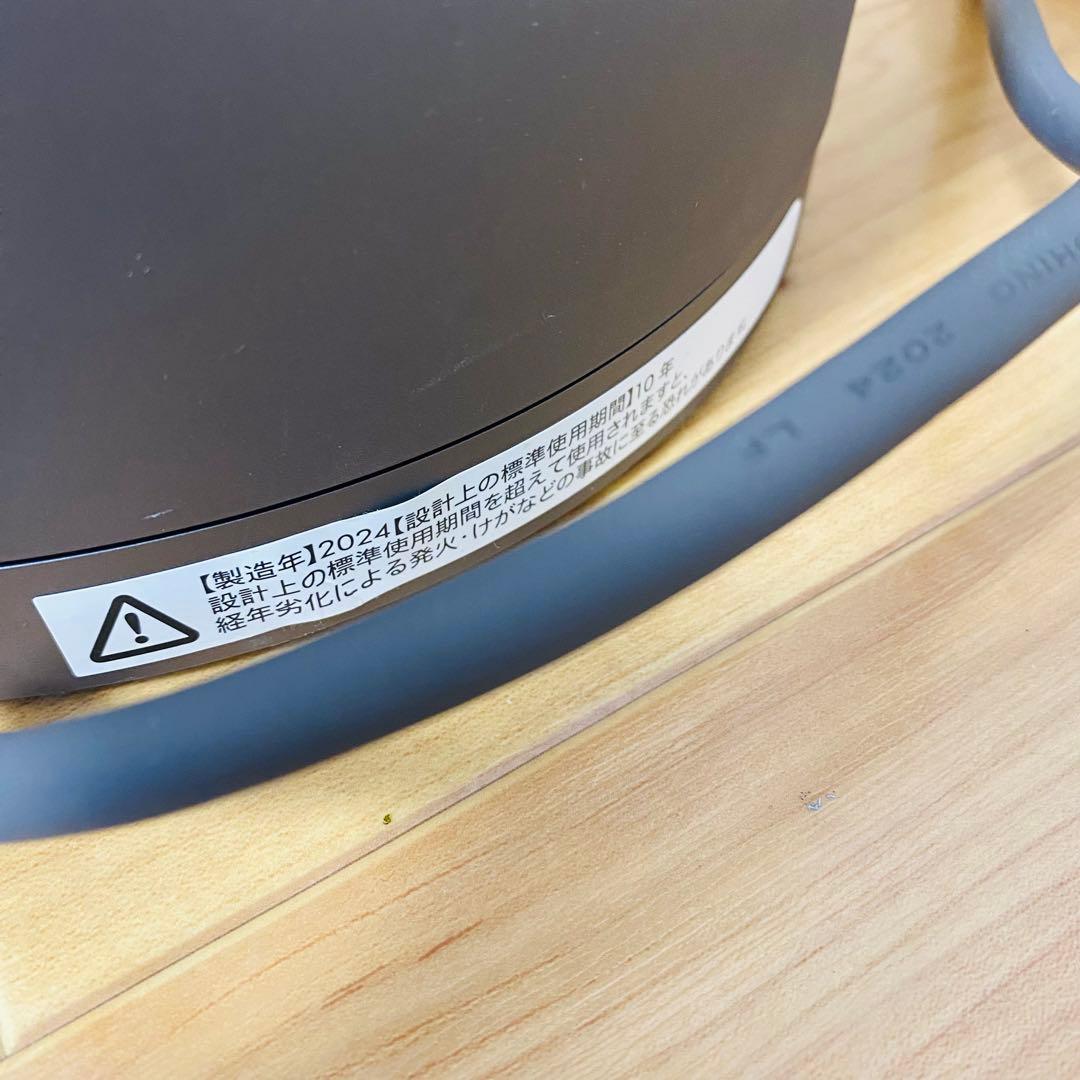 【製造年】2024【設計上の標準使用期間】10年
設計上の標準使用期間を超えて使用されますと、
経年劣化による発火・けがなどの事故に至る恐れがありま
2024 LF